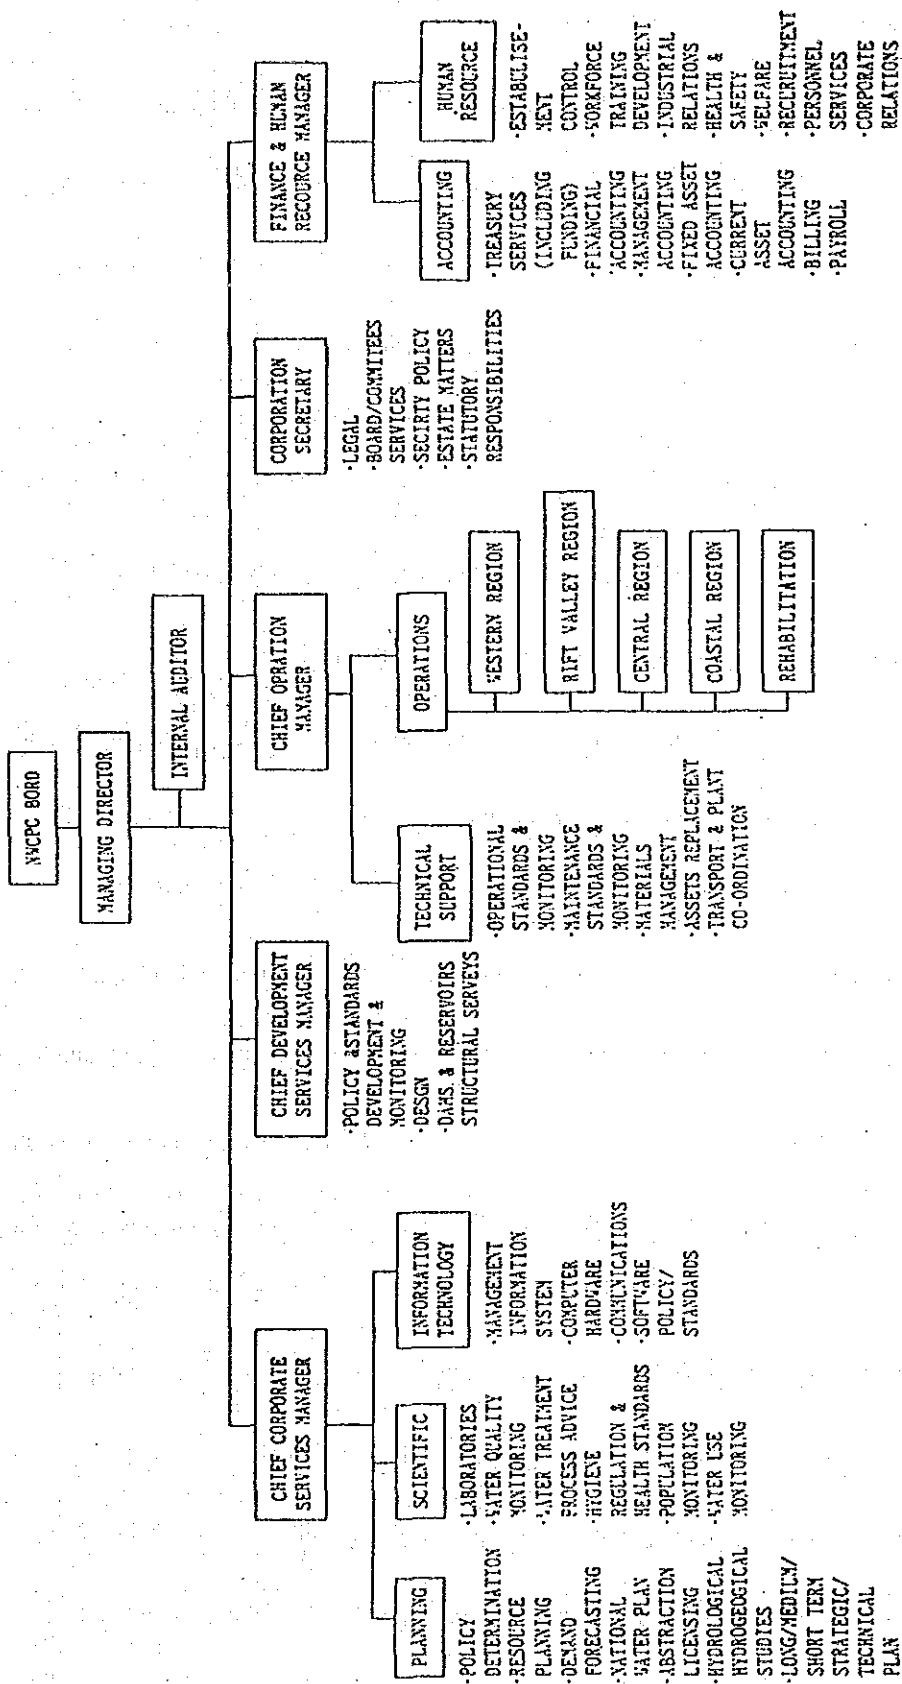 NWCPC BORD
MANAGING DIRECTOR
INTERNAL AUDITOR
CHIEF CORPORATE
SERVICES MANAGER
PLANNING
·POLICY
DETERMINATION
·RESOURCE
PLANNING
·DEMAND
FORECASTING
·NATIONAL
WATER PLAN
·ABSTRACTION
LICENSING
·HYDROLOGICAL
HYDROGEOGICAL
STUDIES
·LONG/MEDIUM/
SHORT TERM
STRATEGIC/
TECHNICAL
PLAN
SCIENTIFIC
·LABORATORIES
·WATER QUALITY
MONITORING
·WATER TREATMENT
PROCESS ADVICE
·HYGIENE
REGULATION &
HEALTH STANDARDS
·POPULATION
MONITORING
·WATER USE
MONITORING
INFORMATION
TECHNOLOGY
·MANAGEMENT
INFORMATION
SYSTEM
·COMPUTER
HARDWARE
·COMMUNICATIONS
·SOFTWARE
POLICY/
STANDARDS
CHIEF DEVELOPMENT
SERVICES MANAGER
·POLICY &STANDARDS
DEVELOPMENT &
MONITORING
·DESGN
·DAMS & RESERVOIRS
STRUCTURAL SERVEYS
CHIEF OPRATION
MANAGER
TECHNICAL
SUPPORT
·OPERATIONAL
STANDARDS &
MONITORING
·MAINTENANCE
STANDARDS &
MONITORING
·MATERIALS
MANAGEMENT
·ASSETS REPLACEMENT
·TRANSPORT & PLANT
CO-ORDINATION
OPERATIONS
WESTERN REGION
RIFT VALLEY REGION
CENTRAL REGION
COASTAL REGION
REHABILITATION
CORPORATION
SECRETARY
·LEGAL
·BOARD/COMMITEES
SERVICES
·SECIRTY POLICY
·ESTATE MATTERS
·STATUTORY
RESPONSIBILITIES
FINANCE & HUMAN
RECOURCE MANAGER
ACCOUNTING
·TREASURY
SERVICES
(INCLUDING
FUNDING)
·FINANCIAL
ACCOUNTING
·MANAGEMENT
ACCOUNTING
·FIXED ASSET
ACCOUNTING
·CURRENT
ASSET
ACCOUNTING
·BILLING
·PAYROLL
HUMAN
RESOURCE
·ESTABLISE-
MENT
CONTROL
·WORKFORCE
TRAINING
DEVELOPMENT
·INDUSTRIAL
RELATIONS
·HEALTH &
SAFETY
WELFARE
·RECURUITMENT
·PERSONNEL
SERVICES
·CORPORATE
RELATIONS